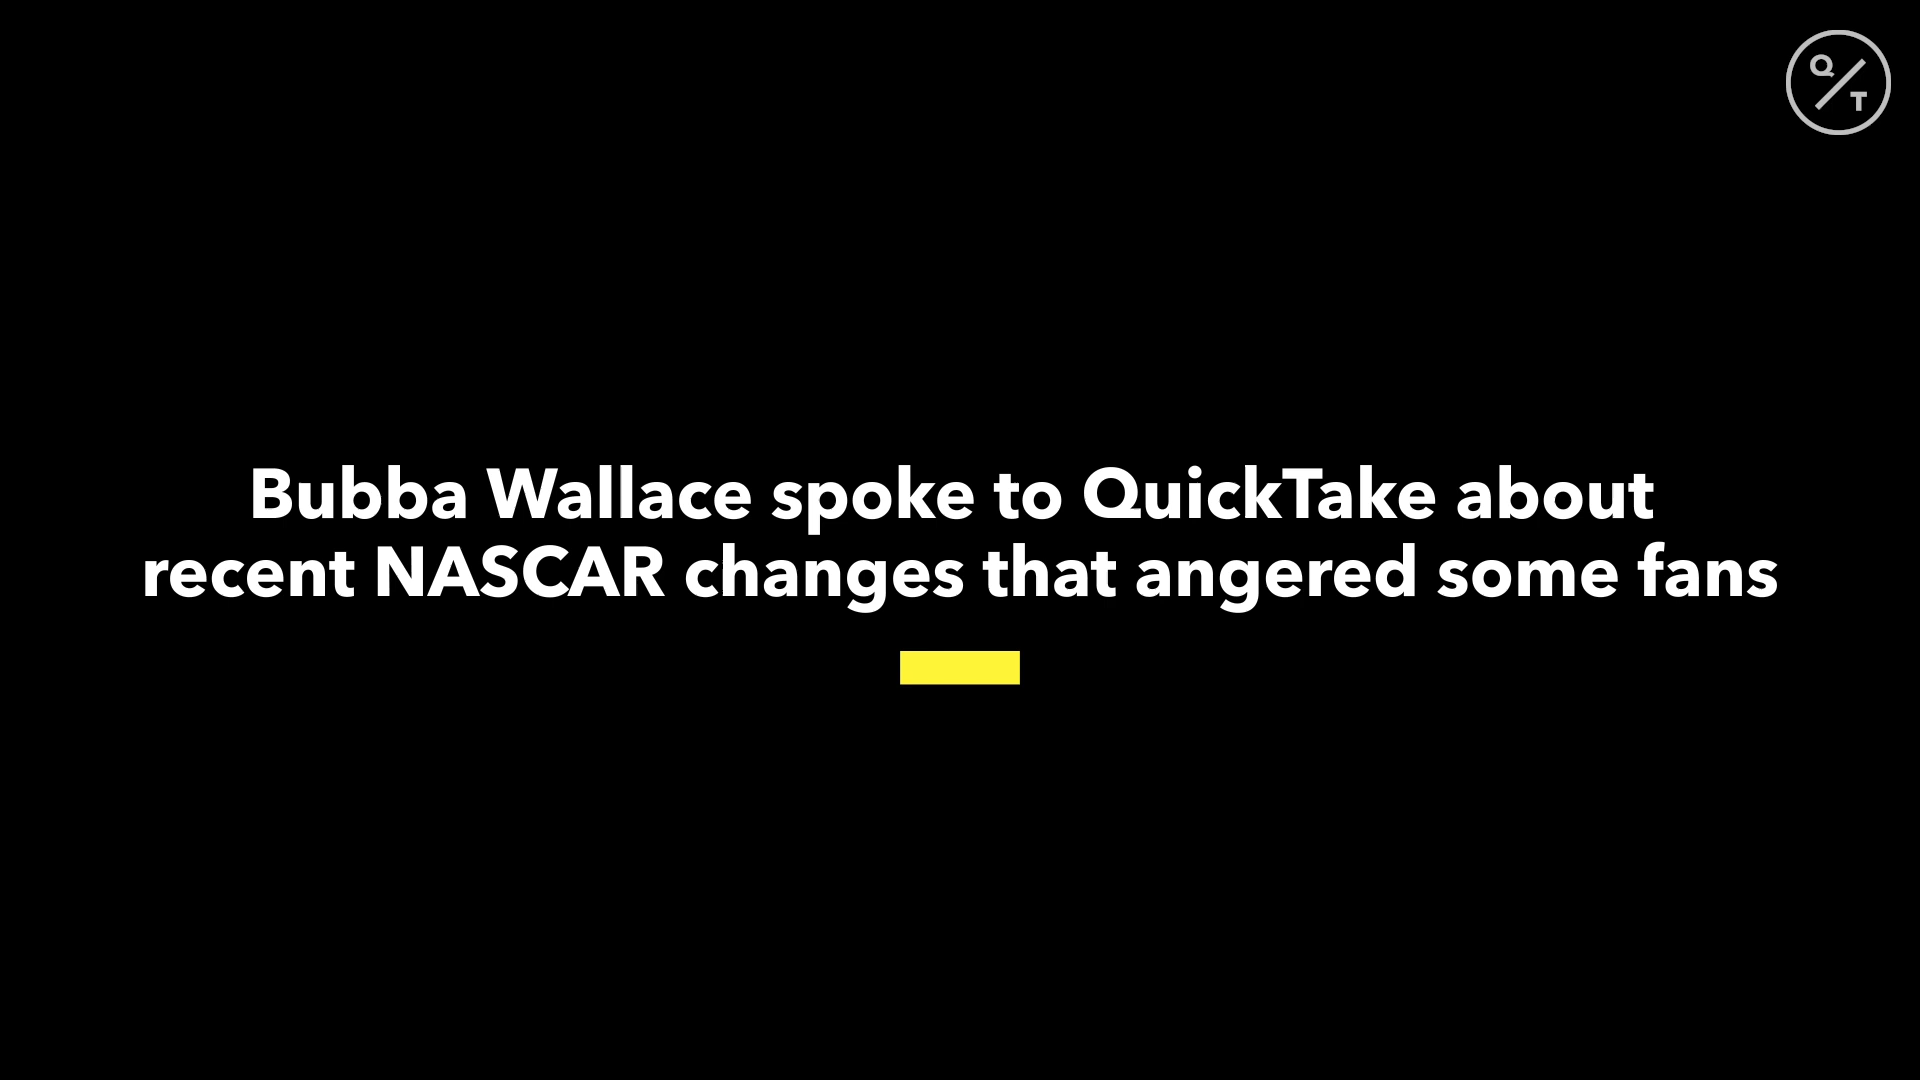 Q
T
Bubba Wallace spoke to QuickTake about
recent NASCAR changes that angered some fans